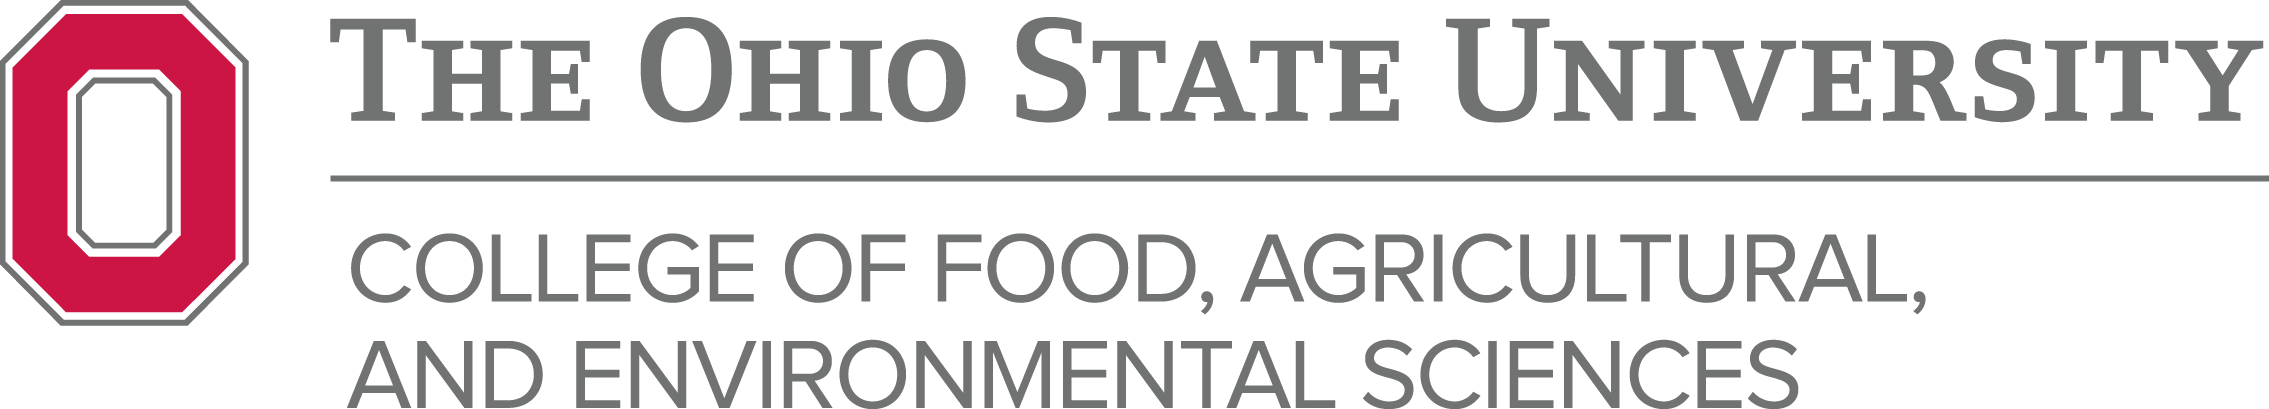 THE OHIO STATE UNIVERSITY
COLLEGE OF FOOD, AGRICULTURAL,
AND ENVIRONMENTAL SCIENCES